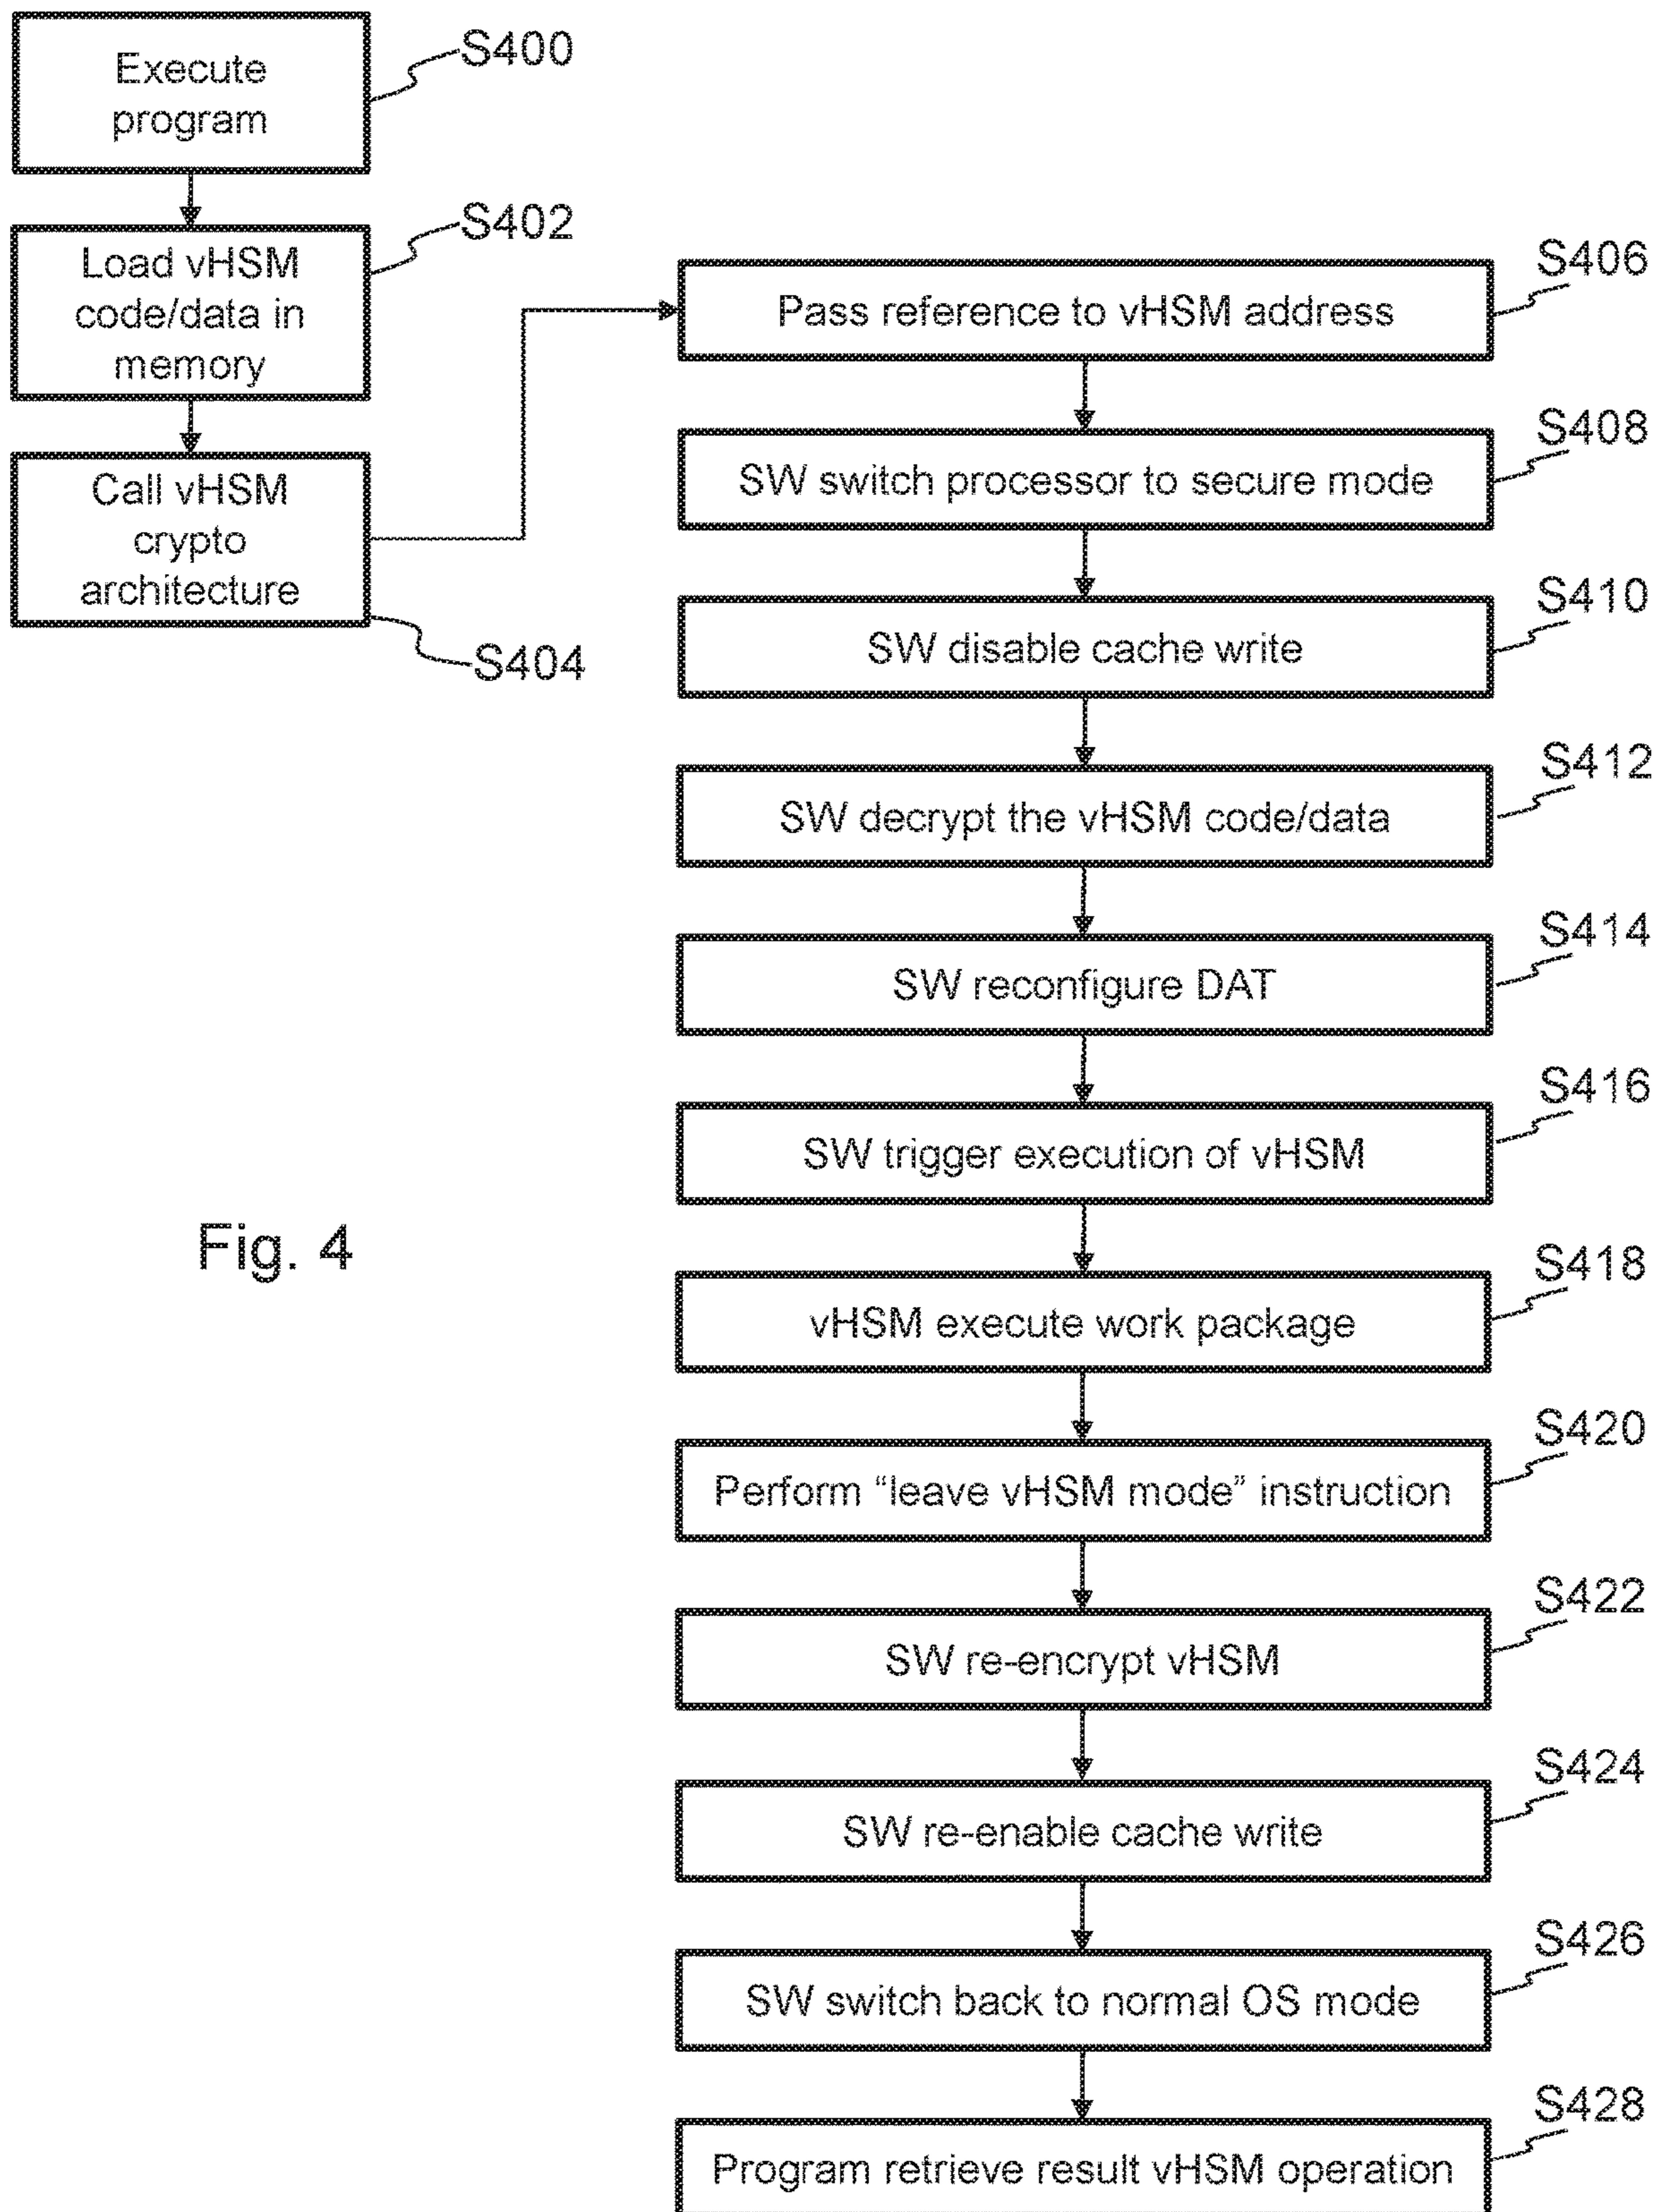 Execute
program
S400
Load vHSM
code/data in
memory
S402
Call vHSM
crypto
architecture
S404
Pass reference to vHSM address
S406
SW switch processor to secure mode
S408
SW disable cache write
S410
SW decrypt the vHSM code/data
S412
SW reconfigure DAT
S414
SW trigger execution of vHSM
S416
vHSM execute work package
S418
Perform “leave vHSM mode” instruction
S420
SW re-encrypt vHSM
S422
SW re-enable cache write
S424
SW switch back to normal OS mode
S426
Program retrieve result vHSM operation
S428
Fig. 4